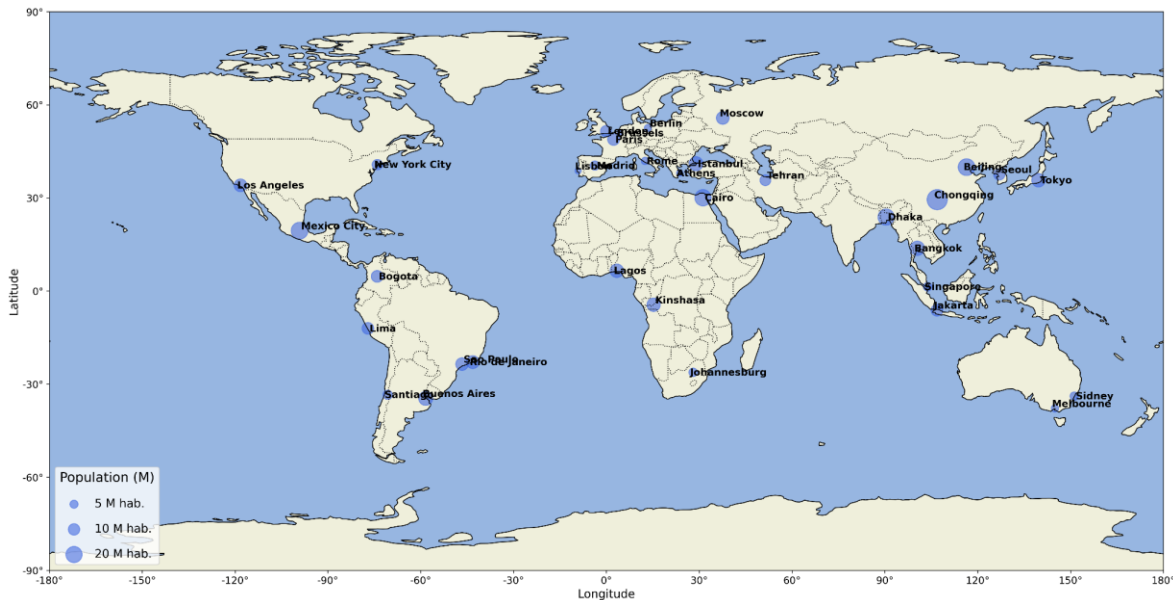 90°
60°
30°
0°
-30°
-60°
-90°
Latitude
Moscow
Berlin
London
Brussels
Paris
Lisbon
Madrid
Rome
Istanbul
Athens
Tehran
New York City
Los Angeles
Beijing
Seoul
Tokyo
Chongqing
Cairo
Dhaka
Mexico City
Bangkok
Bogota
Lagos
Singapore
Kinshasa
Jakarta
Lima
Sao Paulo
Rio de Janeiro
Johannesburg
Santiago
Buenos Aires
Sidney
Melbourne
Population (M)
5 M hab.
10 M hab.
20 M hab.
-180° -150° -120° -90° -60° -30° 0° 30° 60° 90° 120° 150° 180°
Longitude